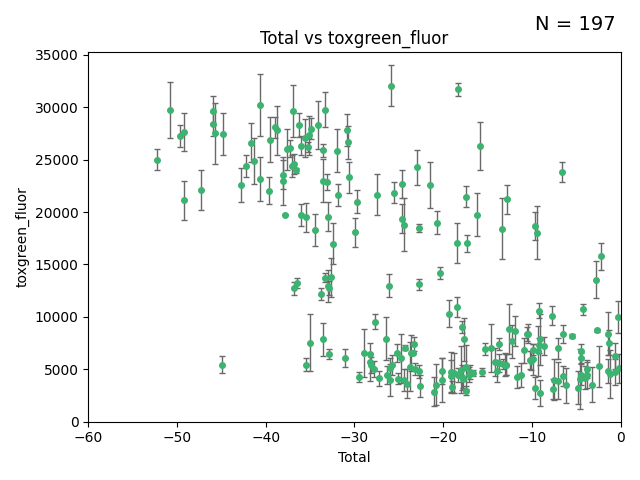 N = 197
Total vs toxgreen_fluor
35000
30000
25000
20000
15000
10000
5000
0
toxgreen_fluor
−60 −50 −40 −30 −20 −10 0
Total